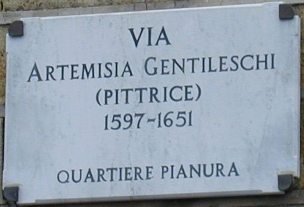 VIA
ARTEMISIA GENTILESCHI
(PITTRICE)
1597-1651
QUARTIERE PIANURA